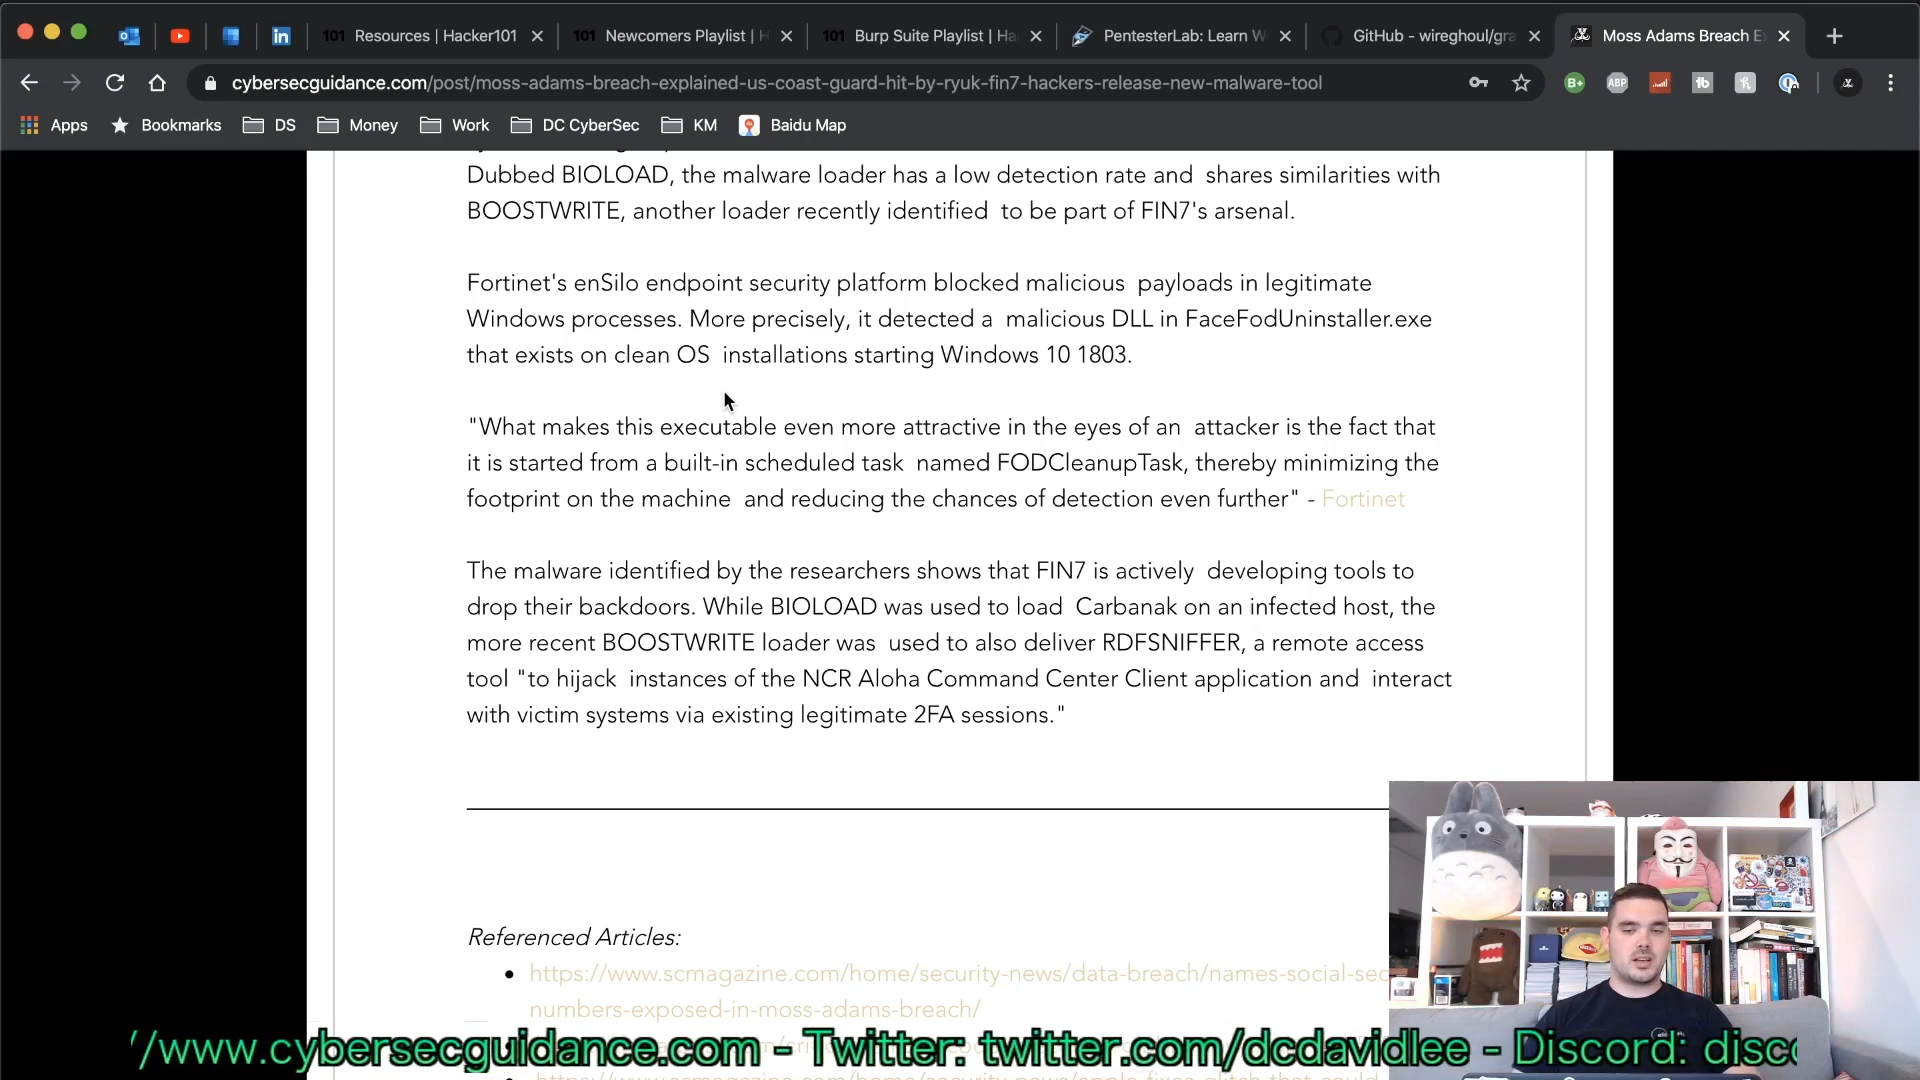 101 Resources | Hacker101
101 Newcomers Playlist | H
101 Burp Suite Playlist | Ha
PentesterLab: Learn W
GitHub - wireghoul/gra
Moss Adams Breach E
cybersecguidance.com/post/moss-adams-breach-explained-us-coast-guard-hit-by-ryuk-fin7-hackers-release-new-malware-tool
Apps
Bookmarks
DS
Money
Work
DC CyberSec
KM
Baidu Map
Dubbed BIOLOAD, the malware loader has a low detection rate and shares similarities with
BOOSTWRITE, another loader recently identified to be part of FIN7's arsenal.
Fortinet's enSilo endpoint security platform blocked malicious payloads in legitimate
Windows processes. More precisely, it detected a malicious DLL in FaceFodUninstaller.exe
that exists on clean OS installations starting Windows 10 1803.
"What makes this executable even more attractive in the eyes of an attacker is the fact that
it is started from a built-in scheduled task named FODCleanupTask, thereby minimizing the
footprint on the machine and reducing the chances of detection even further" - Fortinet
The malware identified by the researchers shows that FIN7 is actively developing tools to
drop their backdoors. While BIOLOAD was used to load Carbanak on an infected host, the
more recent BOOSTWRITE loader was used to also deliver RDFSNIFFER, a remote access
tool "to hijack instances of the NCR Aloha Command Center Client application and interact
with victim systems via existing legitimate 2FA sessions."
Referenced Articles:
https://www.scmagazine.com/home/security-news/data-breach/names-social-sec
numbers-exposed-in-moss-adams-breach/
//www.cybersecguidance.com - Twitter: twitter.com/dcdavidlee - Discord: disc